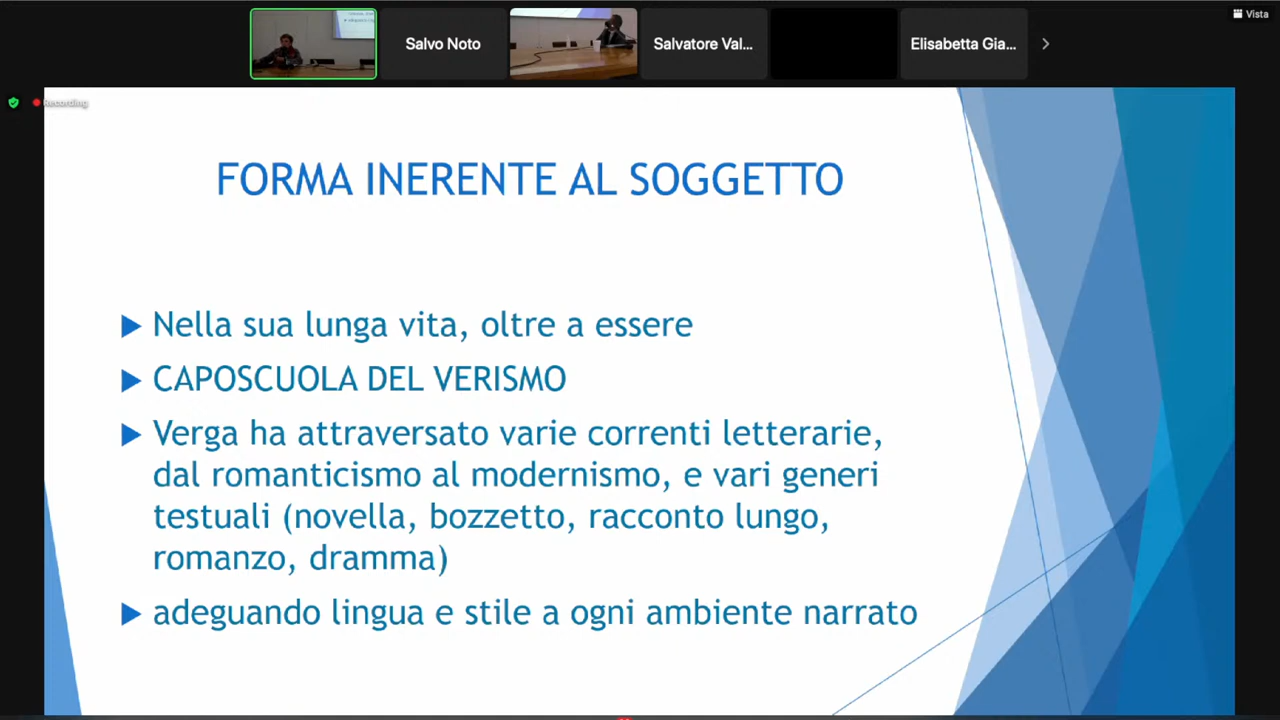 Vista
Salvo Noto
Salvatore Val...
Elisabetta Gia...
Recording
FORMA INERENTE AL SOGGETTO
Nella sua lunga vita, oltre a essere
CAPOSCUOLA DEL VERISMO
Verga ha attraversato varie correnti letterarie,
dal romanticismo al modernismo, e vari generi
testuali (novella, bozzetto, racconto lungo,
romanzo, dramma)
adeguando lingua e stile a ogni ambiente narrato